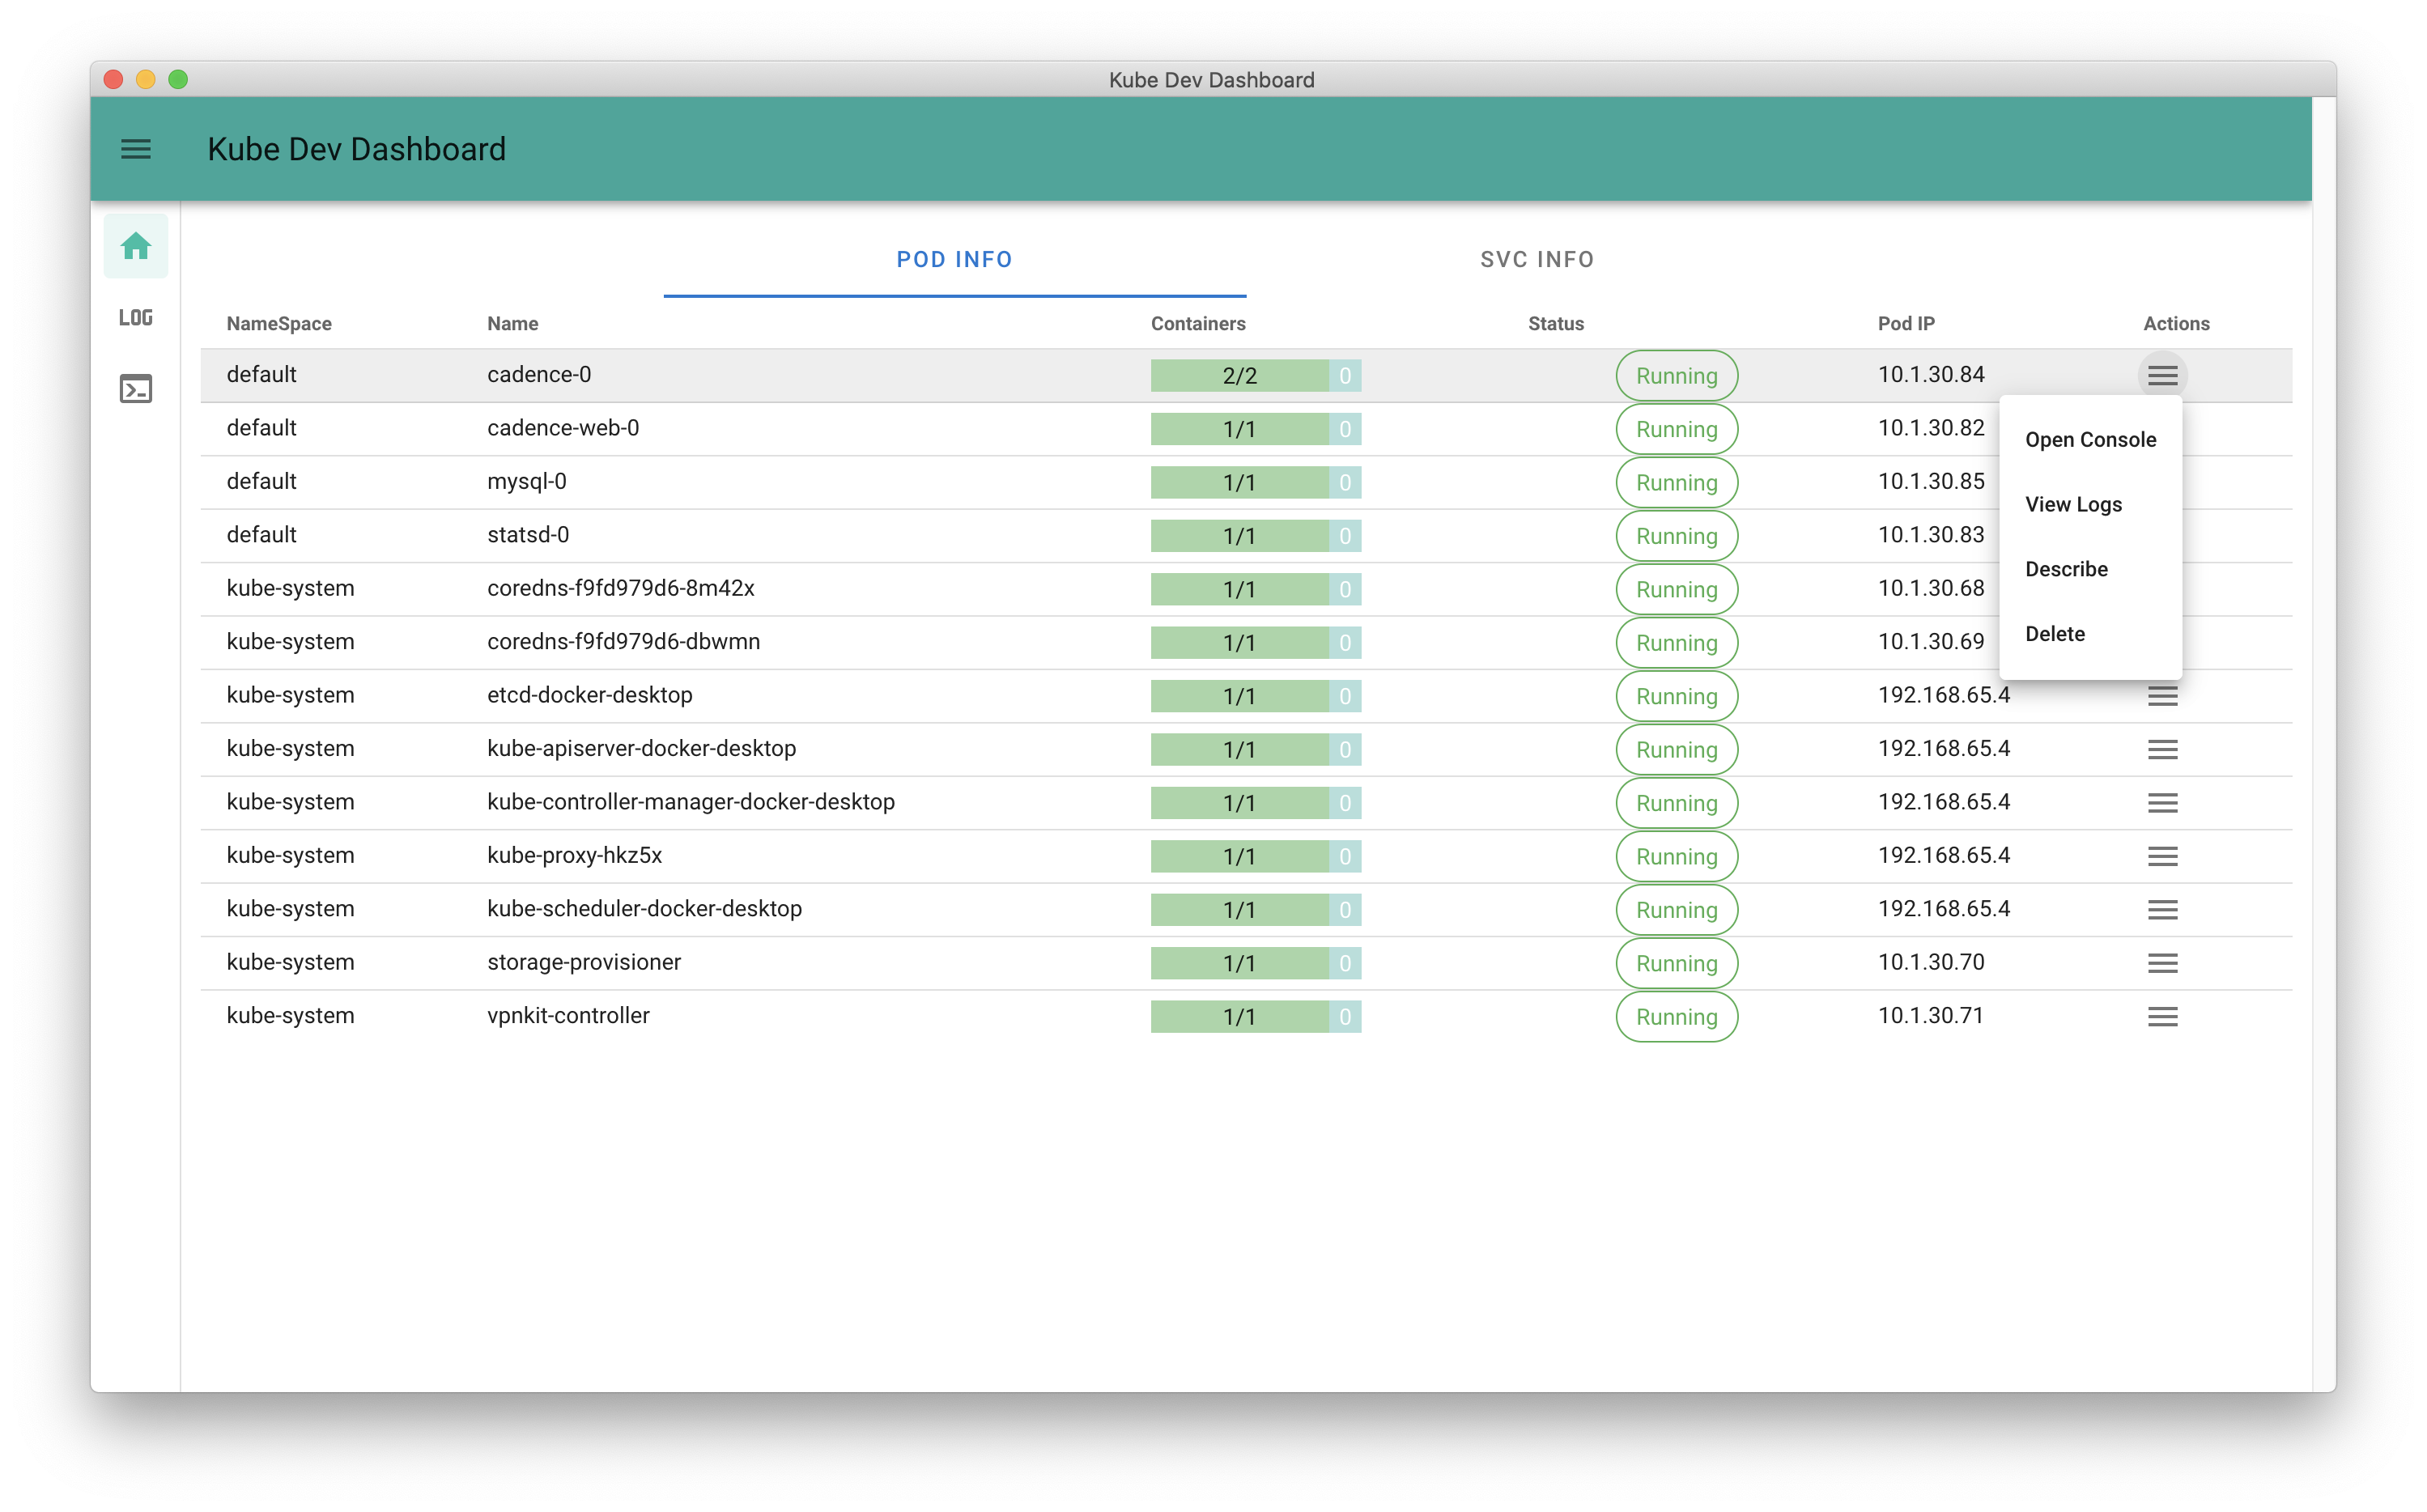 Kube Dev Dashboard
Kube Dev Dashboard
POD INFO SVC INFO
LOG
NameSpace Name Containers Status Pod IP Actions
default cadence-0 2/2 0 Running 10.1.30.84
default cadence-web-0 1/1 0 Running 10.1.30.82
Open Console
default mysql-0 1/1 0 Running 10.1.30.85
View Logs
default statsd-0 1/1 0 Running 10.1.30.83
Describe
kube-system coredns-f9fd979d6-8m42x 1/1 0 Running 10.1.30.68
Delete
kube-system coredns-f9fd979d6-dbwmn 1/1 0 Running 10.1.30.69
kube-system etcd-docker-desktop 1/1 0 Running 192.168.65.4
kube-system kube-apiserver-docker-desktop 1/1 0 Running 192.168.65.4
kube-system kube-controller-manager-docker-desktop 1/1 0 Running 192.168.65.4
kube-system kube-proxy-hkz5x 1/1 0 Running 192.168.65.4
kube-system kube-scheduler-docker-desktop 1/1 0 Running 192.168.65.4
kube-system storage-provisioner 1/1 0 Running 10.1.30.70
kube-system vpnkit-controller 1/1 0 Running 10.1.30.71